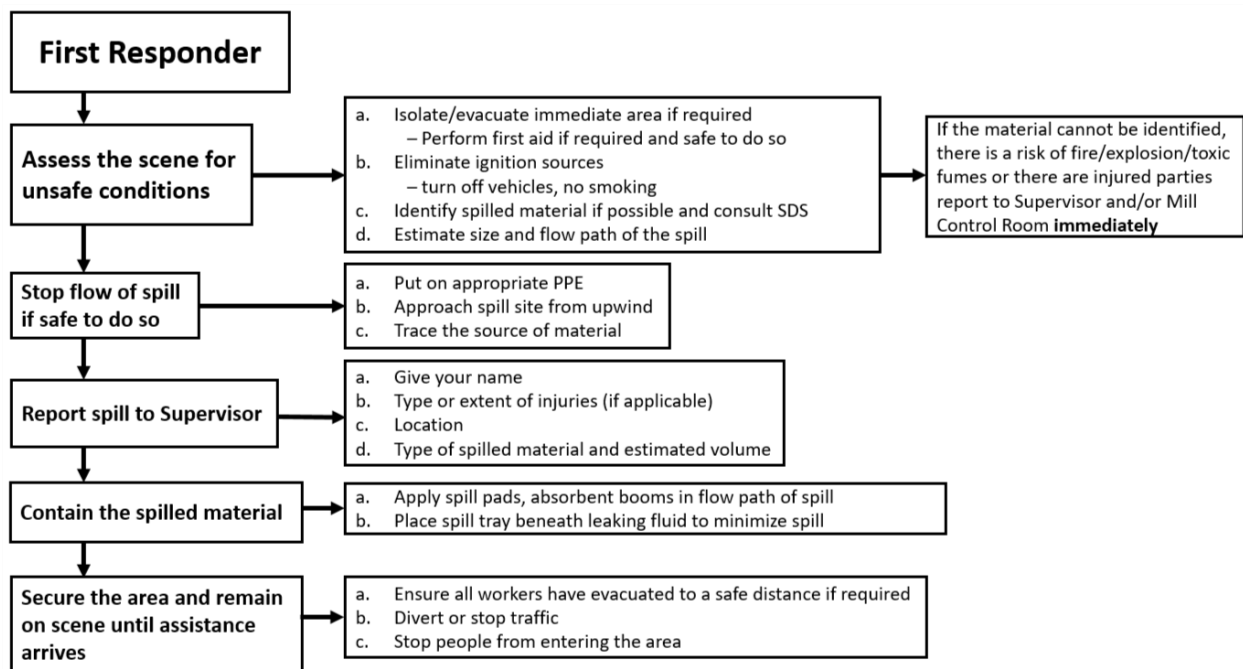 First Responder
Assess the scene for
unsafe conditions
a. Isolate/evacuate immediate area if required
– Perform first aid if required and safe to do so
b. Eliminate ignition sources
– turn off vehicles, no smoking
c. Identify spilled material if possible and consult SDS
d. Estimate size and flow path of the spill
If the material cannot be identified,
there is a risk of fire/explosion/toxic
fumes or there are injured parties
report to Supervisor and/or Mill
Control Room immediately
Stop flow of spill
if safe to do so
a. Put on appropriate PPE
b. Approach spill site from upwind
c. Trace the source of material
Report spill to Supervisor
a. Give your name
b. Type or extent of injuries (if applicable)
c. Location
d. Type of spilled material and estimated volume
Contain the spilled material
a. Apply spill pads, absorbent booms in flow path of spill
b. Place spill tray beneath leaking fluid to minimize spill
Secure the area and remain
on scene until assistance
arrives
a. Ensure all workers have evacuated to a safe distance if required
b. Divert or stop traffic
c. Stop people from entering the area